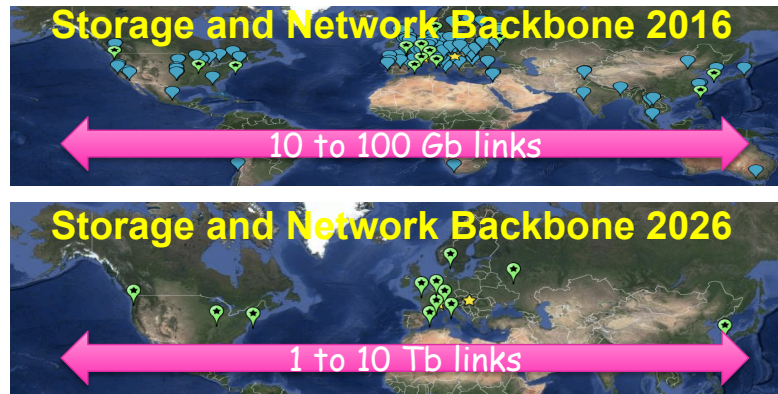 Storage and Network Backbone 2016
10 to 100 Gb links
Storage and Network Backbone 2026
1 to 10 Tb links